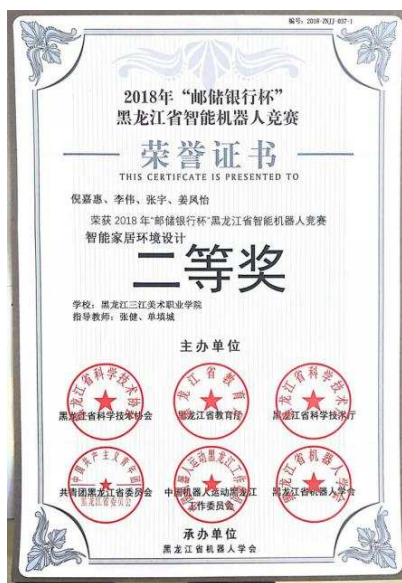 编号：2018-ZNJJ-037-1
2018年“邮储银行杯”
黑龙江省智能机器人竞赛
荣誉证书
THIS CERTIFCATE IS PRESENTED TO
倪嘉惠、李伟、张宇、姜凤怡
荣获 2018 年“邮储银行杯”黑龙江省智能机器人竞赛
智能家居环境设计
二等奖
学校：黑龙江三江美术职业学院
指导教师：张健、单填城
主办单位
黑龙江省科学技术协会 黑龙江省教育厅 黑龙江省科学技术厅
共青团黑龙江省委员会 中国机器人运动黑龙江 黑龙江省机器人学会
工作委员会
承办单位
黑龙江省机器人学会